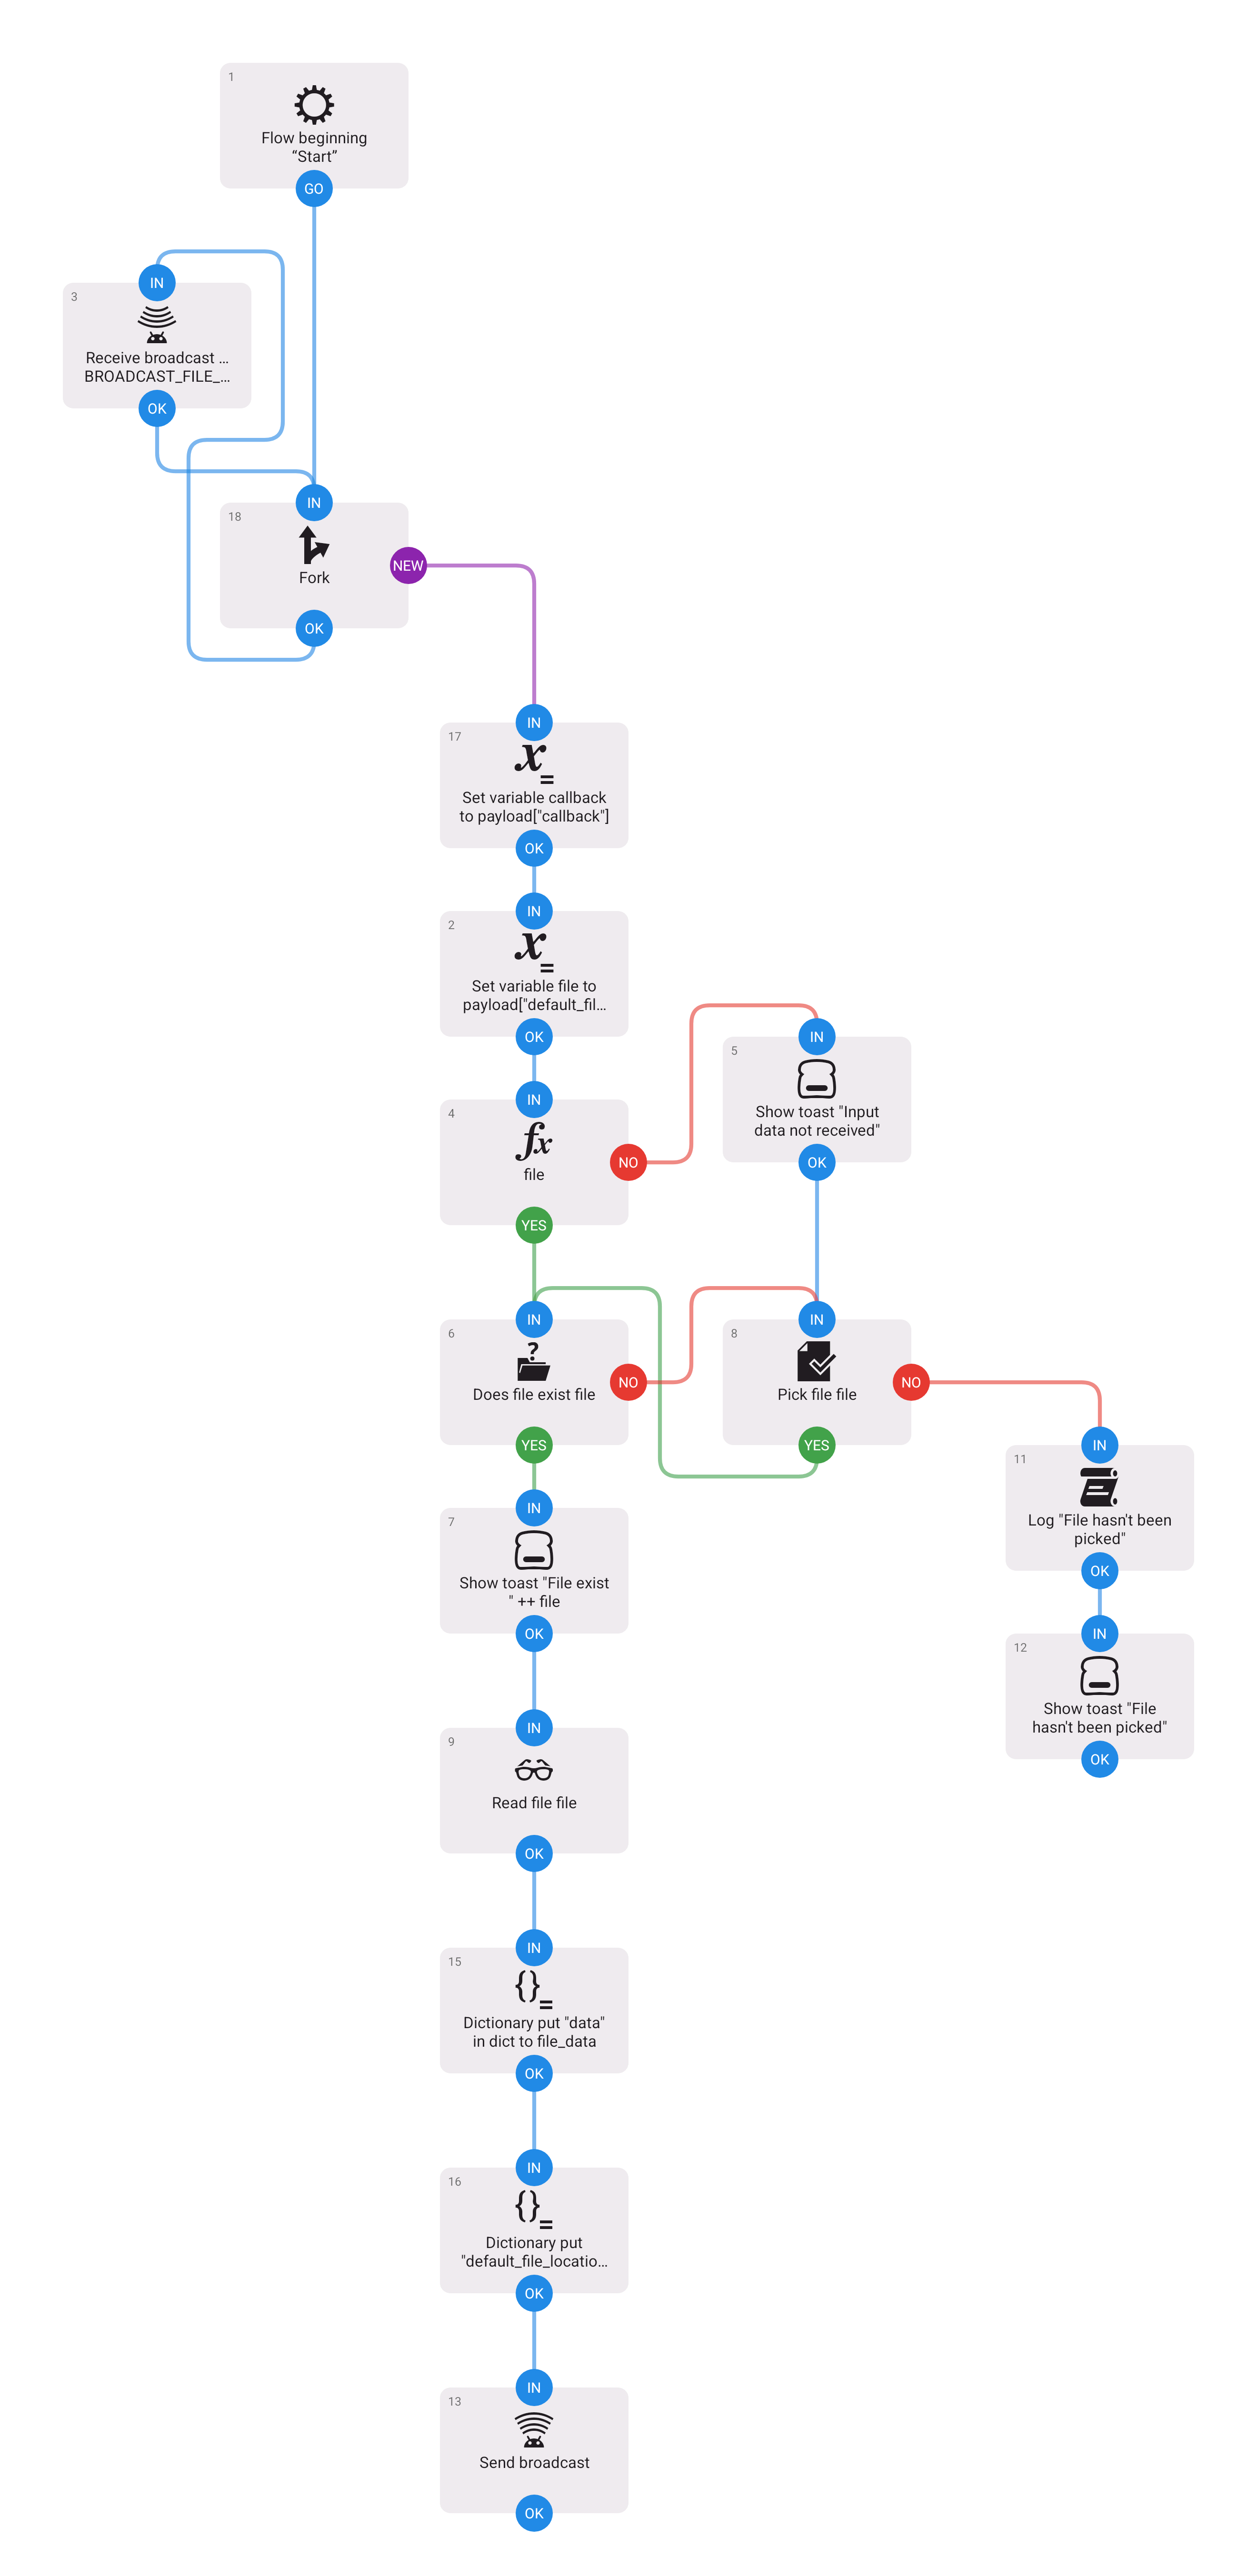 1
Flow beginning
“Start”
GO
IN
3
Receive broadcast ...
BROADCAST_FILE_...
OK
IN
18
Fork
NEW
OK
IN
17
Set variable callback
to payload["callback"]
OK
IN
2
Set variable file to
payload["default_fil...
OK
IN
4
file
NO
YES
IN
5
Show toast "Input
data not received"
OK
IN
6
Does file exist file
NO
YES
IN
8
Pick file file
NO
YES
IN
11
Log "File hasn't been
picked"
OK
IN
12
Show toast "File
hasn't been picked"
OK
IN
7
Show toast "File exist
" ++ file
OK
IN
9
Read file file
OK
IN
15
Dictionary put "data"
in dict to file_data
OK
IN
16
Dictionary put
"default_file_locatio...
OK
IN
13
Send broadcast
OK